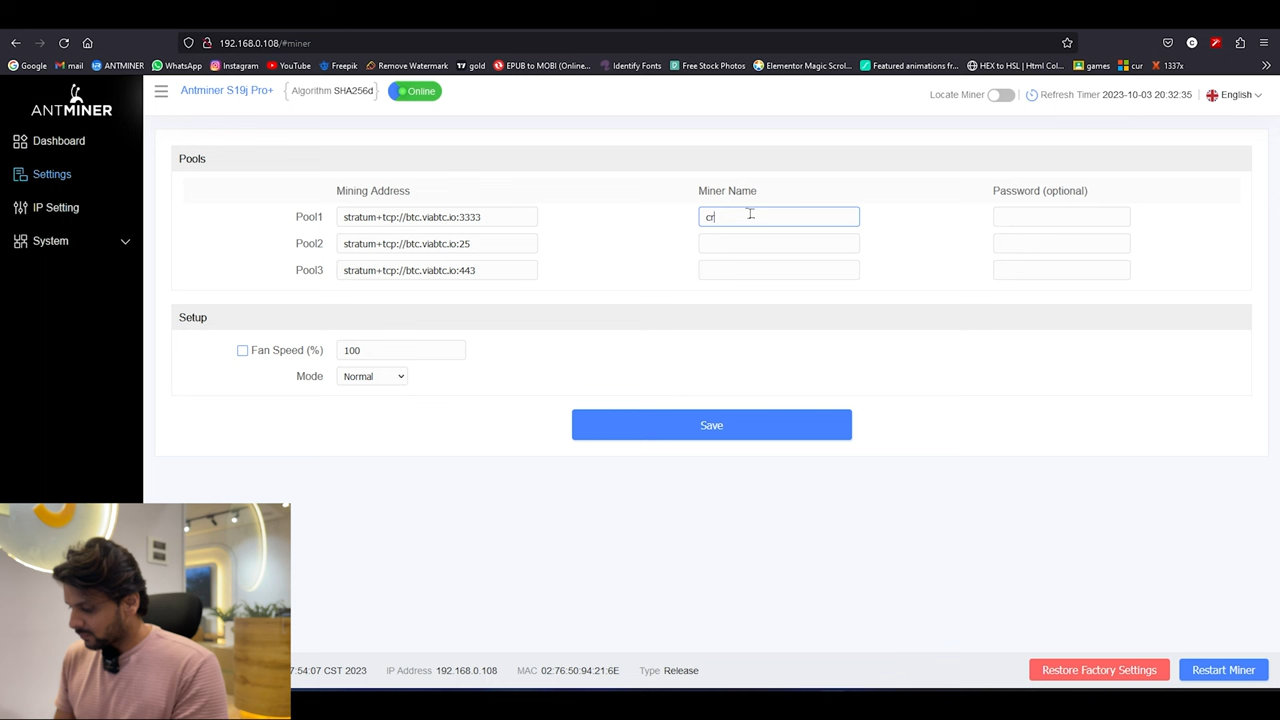 192.168.0.108/#miner
Google mail ANTMINER WhatsApp Instagram YouTube Freepik Remove Watermark gold EPUB to MOBI (Online... Identify Fonts Free Stock Photos Elementor Magic Scrol... Featured animations fr... HEX to HSL | Html Col... games cur 1337x
ANTMINER
Antminer S19j Pro+ Algorithm SHA256d Online Locate Miner Refresh Timer 2023-10-03 20:32:35 English
Dashboard
Settings
IP Setting
System
Pools
Mining Address Miner Name Password (optional)
Pool1 stratum+tcp://btc.viabtc.io:3333 cr
Pool2 stratum+tcp://btc.viabtc.io:25
Pool3 stratum+tcp://btc.viabtc.io:443
Setup
Fan Speed (%) 100
Mode Normal
Save
7:54:07 CST 2023 IP Address 192.168.0.108 MAC 02:76:50:94:21:6E Type Release Restore Factory Settings Restart Miner